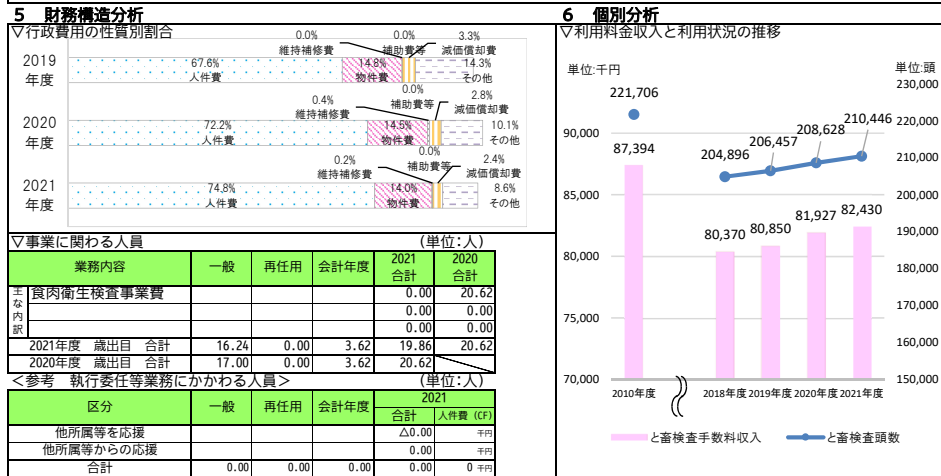 5 財務構造分析
▽行政費用の性質別割合
0.0% 0.0% 3.3%
維持補修費 補助費等 減価償却費
2019年度
67.6% 14.8% 14.3%
人件費 物件費 その他
0.4% 0.0% 2.8%
維持補修費 補助費等 減価償却費
2020年度
72.2% 14.5% 10.1%
人件費 物件費 その他
0.2% 0.0% 2.4%
維持補修費 補助費等 減価償却費
2021年度
74.8% 14.0% 8.6%
人件費 物件費 その他
▽事業に関わる人員 (単位:人)
業務内容 一般 再任用 会計年度 2021合計 2020合計
主な内訳
食肉衛生検査事業費 0.00 20.62
0.00 0.00
0.00 0.00
2021年度 歳出目 合計 16.24 0.00 3.62 19.86 20.62
2020年度 歳出目 合計 17.00 0.00 3.62 20.62
<参考 執行委任等業務にかかわる人員> (単位:人)
区分 一般 再任用 会計年度 2021
合計 人件費 (CF)
他所属等を応援 △0.00 千円
他所属等からの応援 0.00 千円
合計 0.00 0.00 0.00 0.00 0 千円
6 個別分析
▽利用料金収入と利用状況の推移
単位:千円 単位:頭
230,000
221,706
220,000
204,896 206,457 208,628 210,446
90,000 210,000
87,394
85,000 200,000
80,370 80,850 81,927 82,430
190,000
80,000
180,000
75,000 170,000
160,000
70,000 150,000
2010年度 2018年度 2019年度 2020年度 2021年度
と畜検査手数料収入 と畜検査頭数